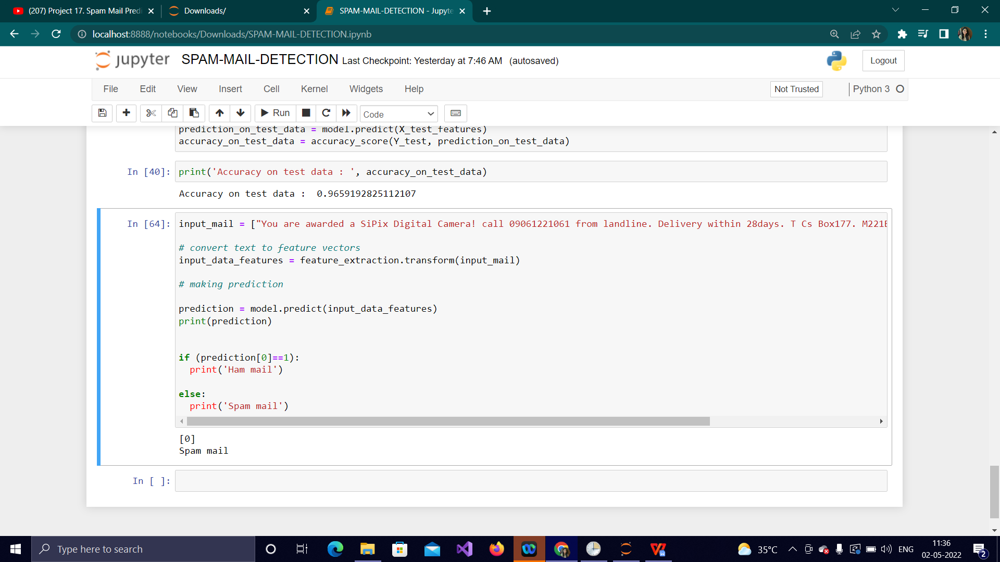 (207) Project 17. Spam Mail Predi
Downloads/
SPAM-MAIL-DETECTION - Jupyte
localhost:8888/notebooks/Downloads/SPAM-MAIL-DETECTION.ipynb
jupyter SPAM-MAIL-DETECTION Last Checkpoint: Yesterday at 7:46 AM (autosaved)
Logout
File Edit View Insert Cell Kernel Widgets Help
Not Trusted
Python 3
Run
Code
prediction_on_test_data = model.predict(X_test_features)
accuracy_on_test_data = accuracy_score(Y_test, prediction_on_test_data)
In [40]: print('Accuracy on test data : ', accuracy_on_test_data)
Accuracy on test data :  0.9659192825112107
In [64]: input_mail = ["You are awarded a SiPix Digital Camera! call 09061221061 from landline. Delivery within 28days. T Cs Box177. M221
# convert text to feature vectors
input_data_features = feature_extraction.transform(input_mail)
# making prediction
prediction = model.predict(input_data_features)
print(prediction)
if (prediction[0]==1):
print('Ham mail')
else:
print('Spam mail')
[0]
Spam mail
In [ ]:
Type here to search
35°C
ENG
11:36
02-05-2022
2